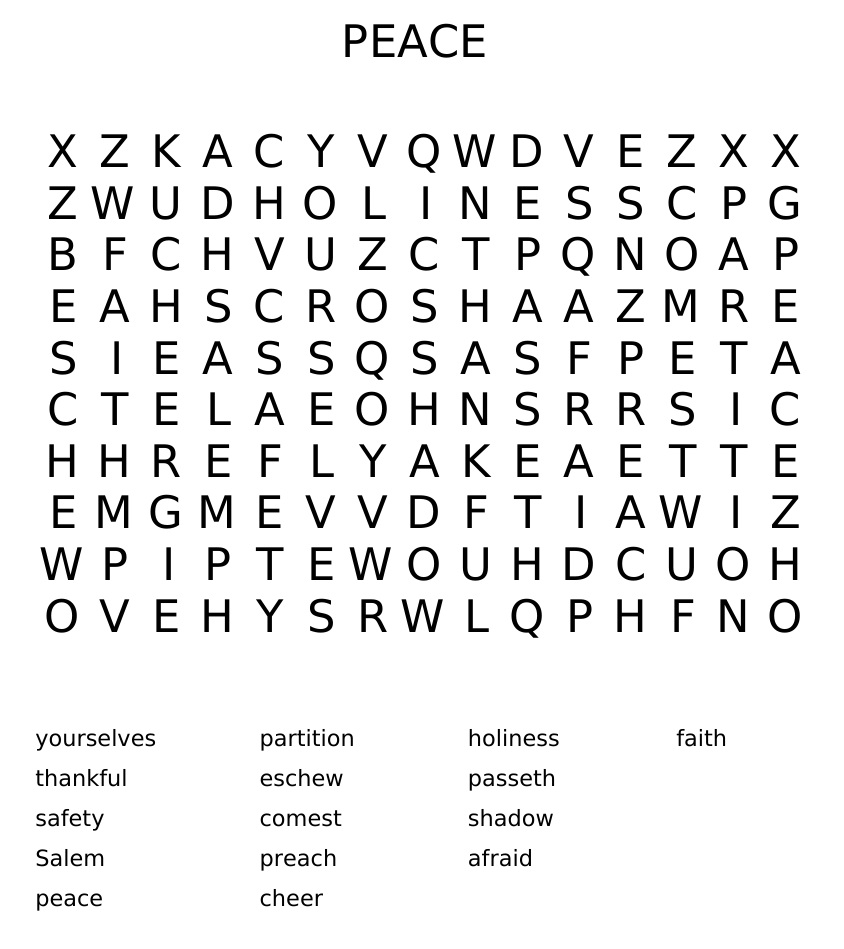 PEACE
X Z K A C Y V Q W D V E Z X X
Z W U D H O L I N E S S C P G
B F C H V U Z C T P Q N O A P
E A H S C R O S H A A Z M R E
S I E A S S Q S A S F P E T A
C T E L A E O H N S R R S I C
H H R E F L Y A K E A E T T E
E M G M E V V D F T I A W I Z
W P I P T E W O U H D C U O H
O V E H Y S R W L Q P H F N O
yourselves partition holiness faith
thankful eschew passeth
safety comest shadow
Salem preach afraid
peace cheer